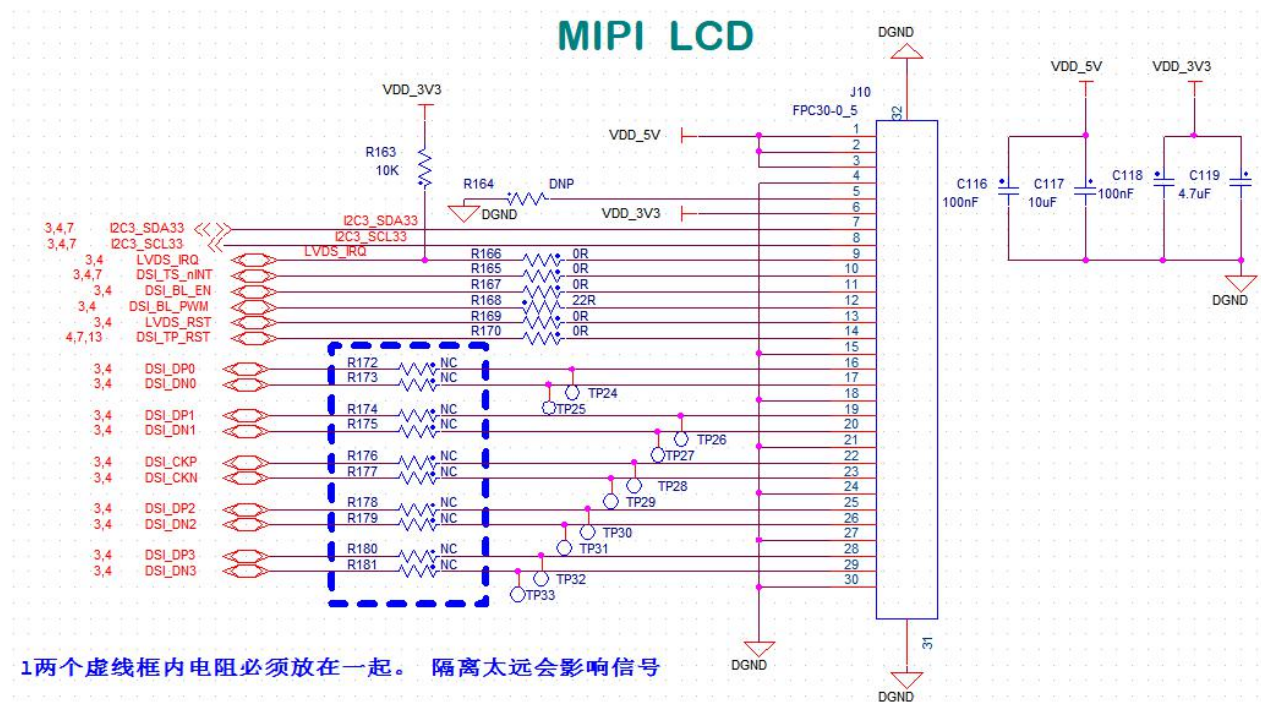 MIPI LCD
DGND
VDD_5V VDD_3V3
VDD_3V3
J10
FPC30-0_5
32
VDD_5V
1
2
3
4
5
6
7
8
9
10
11
12
13
14
15
16
17
18
19
20
21
22
23
24
25
26
27
28
29
30
31
R163
10K
R164 DNP
DGND
VDD_3V3
C116
100nF
C117
10uF
C118
100nF
C119
4.7uF
DGND
3,4,7 I2C3_SDA33 I2C3_SDA33
3,4,7 I2C3_SCL33 I2C3_SCL33
3,4 LVDS_IRQ LVDS_IRQ R166 0R
3,4,7 DSI_TS_nINT R165 0R
3,4 DSI_BL_EN R167 0R
3,4 DSI_BL_PWM R168 22R
3,4 LVDS_RST R169 0R
4,7,13 DSI_TP_RST R170 0R
3,4 DSI_DP0 R172 NC
3,4 DSI_DN0 R173 NC
TP24
TP25
3,4 DSI_DP1 R174 NC
3,4 DSI_DN1 R175 NC
TP26
TP27
3,4 DSI_CKP R176 NC
3,4 DSI_CKN R177 NC
TP28
TP29
3,4 DSI_DP2 R178 NC
3,4 DSI_DN2 R179 NC
TP30
TP31
3,4 DSI_DP3 R180 NC
3,4 DSI_DN3 R181 NC
TP32
TP33
1两个虚线框内电阻必须放在一起。 隔离太远会影响信号
DGND
DGND